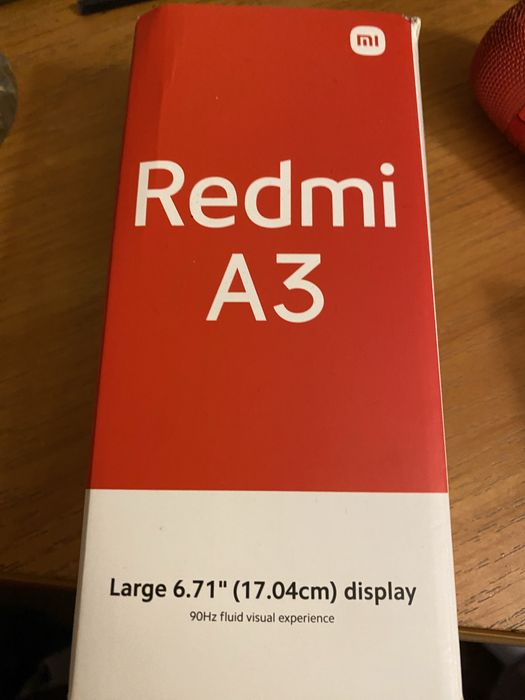 mi
Redmi
A3
Large 6.71" (17.04cm) display
90Hz fluid visual experience